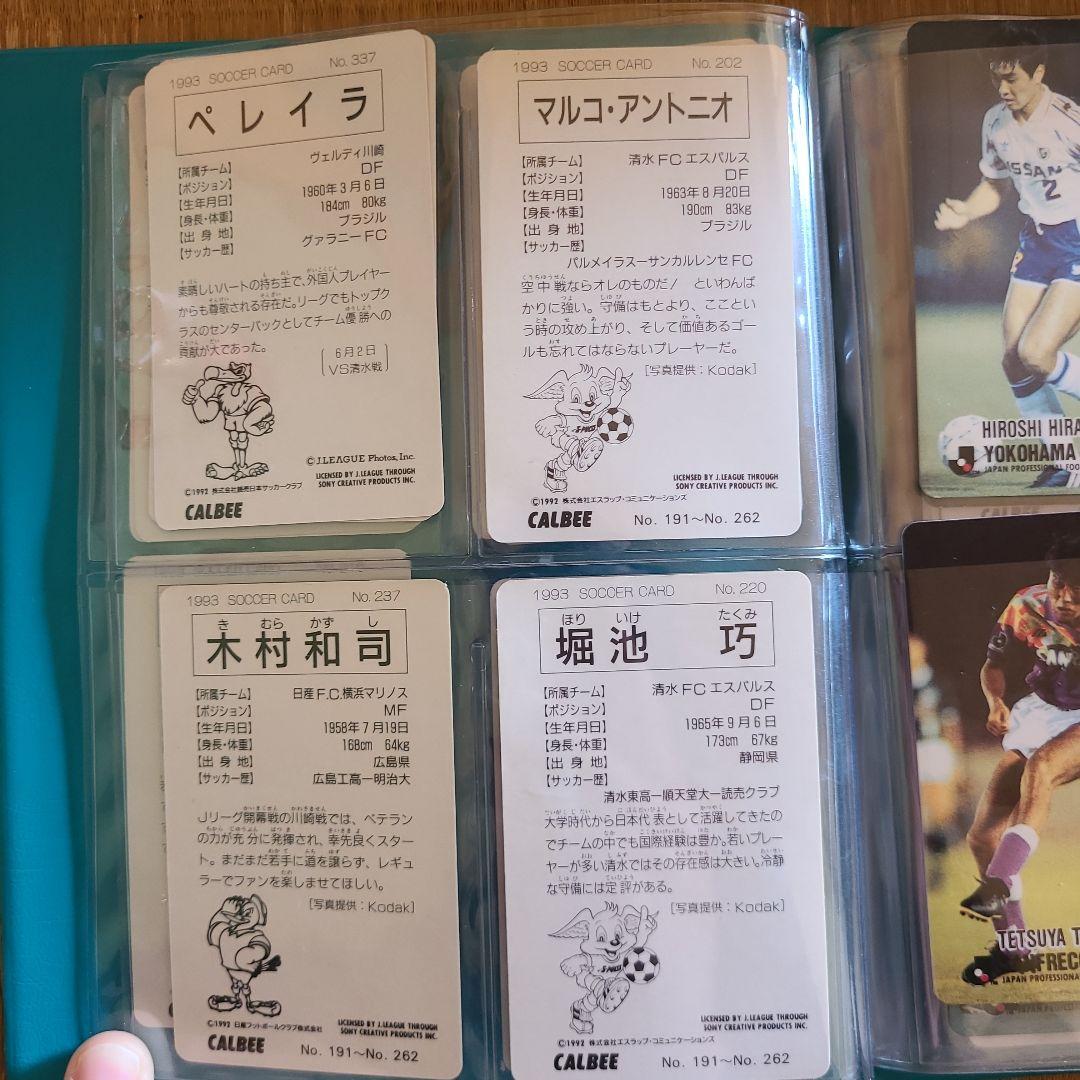 1993 SOCCER CARD No.337
ペレイラ
【所属チーム】 ヴェルディ川崎
【ポジション】 DF
【生年月日】 1960年3月6日
【身長・体重】 184cm 80kg
【出身地】 ブラジル
【サッカー歴】 グァラニーFC
素晴しいハートの持ち主で、外国人プレイヤー
からも尊敬される存在だ。リーグでもトップク
ラスのセンターバックとしてチーム優勝への
貢献が大であった。
6月2日
VS清水戦
©J.LEAGUE Photos, Inc.
LICENSED BY J.LEAGUE THROUGH
SONY CREATIVE PRODUCTS INC.
©1992 株式会社読売日本サッカークラブ
CALBEE
1993 SOCCER CARD No.202
マルコ・アントニオ
【所属チーム】 清水FCエスパルス
【ポジション】 DF
【生年月日】 1963年8月20日
【身長・体重】 190cm 83kg
【出身地】 ブラジル
【サッカー歴】
パルメイラスーサンカルレンセFC
空中戦ならオレのものだ! といわんば
かりに強い。守備はもとより、こことい
う時の攻め上がり、そして価値あるゴー
ルも忘れてはならないプレーヤーだ。
[写真提供:Kodak]
LICENSED BY J.LEAGUE THROUGH
SONY CREATIVE PRODUCTS INC.
©1992 株式会社エスラップ・コミュニケーションズ
CALBEE No. 191〜No. 262
1993 SOCCER CARD No.237
き むら かず し
木村和司
【所属チーム】 日産F.C.横浜マリノス
【ポジション】 MF
【生年月日】 1958年7月19日
【身長・体重】 168cm 64kg
【出身地】 広島県
【サッカー歴】 広島工高ー明治大
Jリーグ開幕戦の川崎戦では、ベテラン
の力が充分に発揮され、幸先良くスター
ト。まだまだ若手に道を譲らず、レギュ
ラーでファンを楽しませてほしい。
[写真提供:Kodak]
©1992 日産フットボールクラブ株式会社
LICENSED BY J.LEAGUE THROUGH
SONY CREATIVE PRODUCTS INC.
CALBEE No. 191〜No. 262
1993 SOCCER CARD No.220
ほり いけ たくみ
堀池 巧
【所属チーム】 清水FCエスパルス
【ポジション】 DF
【生年月日】 1965年9月6日
【身長・体重】 173cm 67kg
【出身地】 静岡県
【サッカー歴】
清水東高ー順天堂大ー読売クラブ
大学時代から日本代表として活躍してきたの
でチームの中でも国際経験は豊か。若いプレー
ヤーが多い清水ではその存在感は大きい。冷静
な守備には定評がある。
[写真提供:Kodak]
LICENSED BY J.LEAGUE THROUGH
SONY CREATIVE PRODUCTS INC.
©1992 株式会社エスラップ・コミュニケーションズ
CALBEE No. 191〜No. 262
NISSAN
2
HIROSHI HIRA
YOKOHAMA
JAPAN PROFESSIONAL FOO
TETSUYA T
NFRECC
JAPAN PROFESSIONA